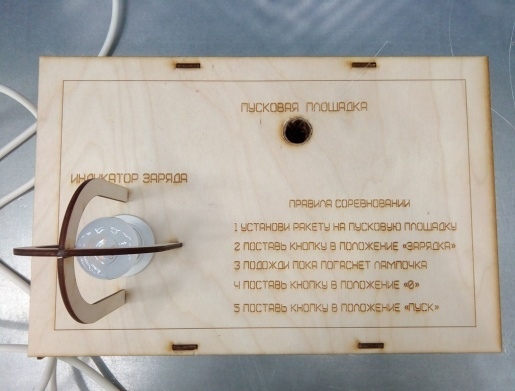 ПУСКОВАЯ ПЛОЩАДКА
ИНДИКАТОР ЗАРЯДА
ПРАВИЛА СОРЕВНОВАНИИ
1 УСТАНОВИ РАКЕТУ НА ПУСКОВУЮ ПЛОЩАДКУ
2 ПОСТАВЬ КНОПКУ В ПОЛОЖЕНИЕ «ЗАРЯДКА»
3 ПОДОЖДИ ПОКА ПОГАСНЕТ ЛАМПОЧКА
4 ПОСТАВЬ КНОПКУ В ПОЛОЖЕНИЕ «0»
5 ПОСТАВЬ КНОПКУ В ПОЛОЖЕНИЕ «ПУСК»